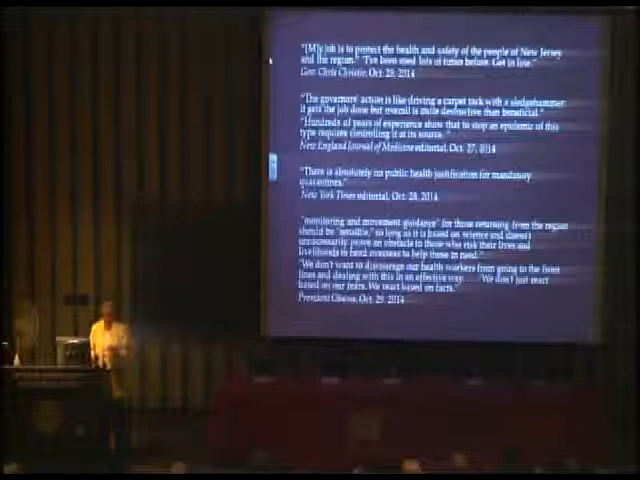 "[M]y job is to protect the health and safety of the people of New Jersey
and the region." "I've been sued lots of times before. Get in line."
Gov. Chris Christie, Oct. 28, 2014
"The governors' action is like driving a carpet tack with a sledgehammer:
it gets the job done but overall is more destructive than beneficial."
"Hundreds of years of experience show that to stop an epidemic of this
type requires controlling it at its source."
New England Journal of Medicine editorial, Oct. 27, 2014
"There is absolutely no public health justification for mandatory
quarantines."
New York Times editorial, Oct. 28, 2014
"monitoring and movement guidance" for those returning from the region
should be "sensible," so long as it is based on science and doesn't
unnecessarily prove an obstacle to those who risk their lives and
livelihoods to head overseas to help those in need."
"We don't want to discourage our health workers from going to the front
lines and dealing with this in an effective way. We don't just react
based on our fears. We react based on facts."
President Obama, Oct. 29, 2014